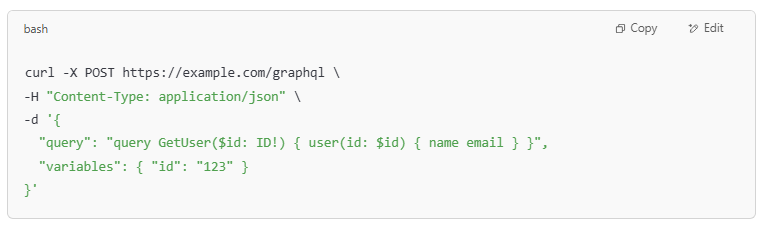 bash Copy Edit
curl -X POST https://example.com/graphql \
-H "Content-Type: application/json" \
-d '{
  "query": "query GetUser($id: ID!) { user(id: $id) { name email } }",
  "variables": { "id": "123" }
}'